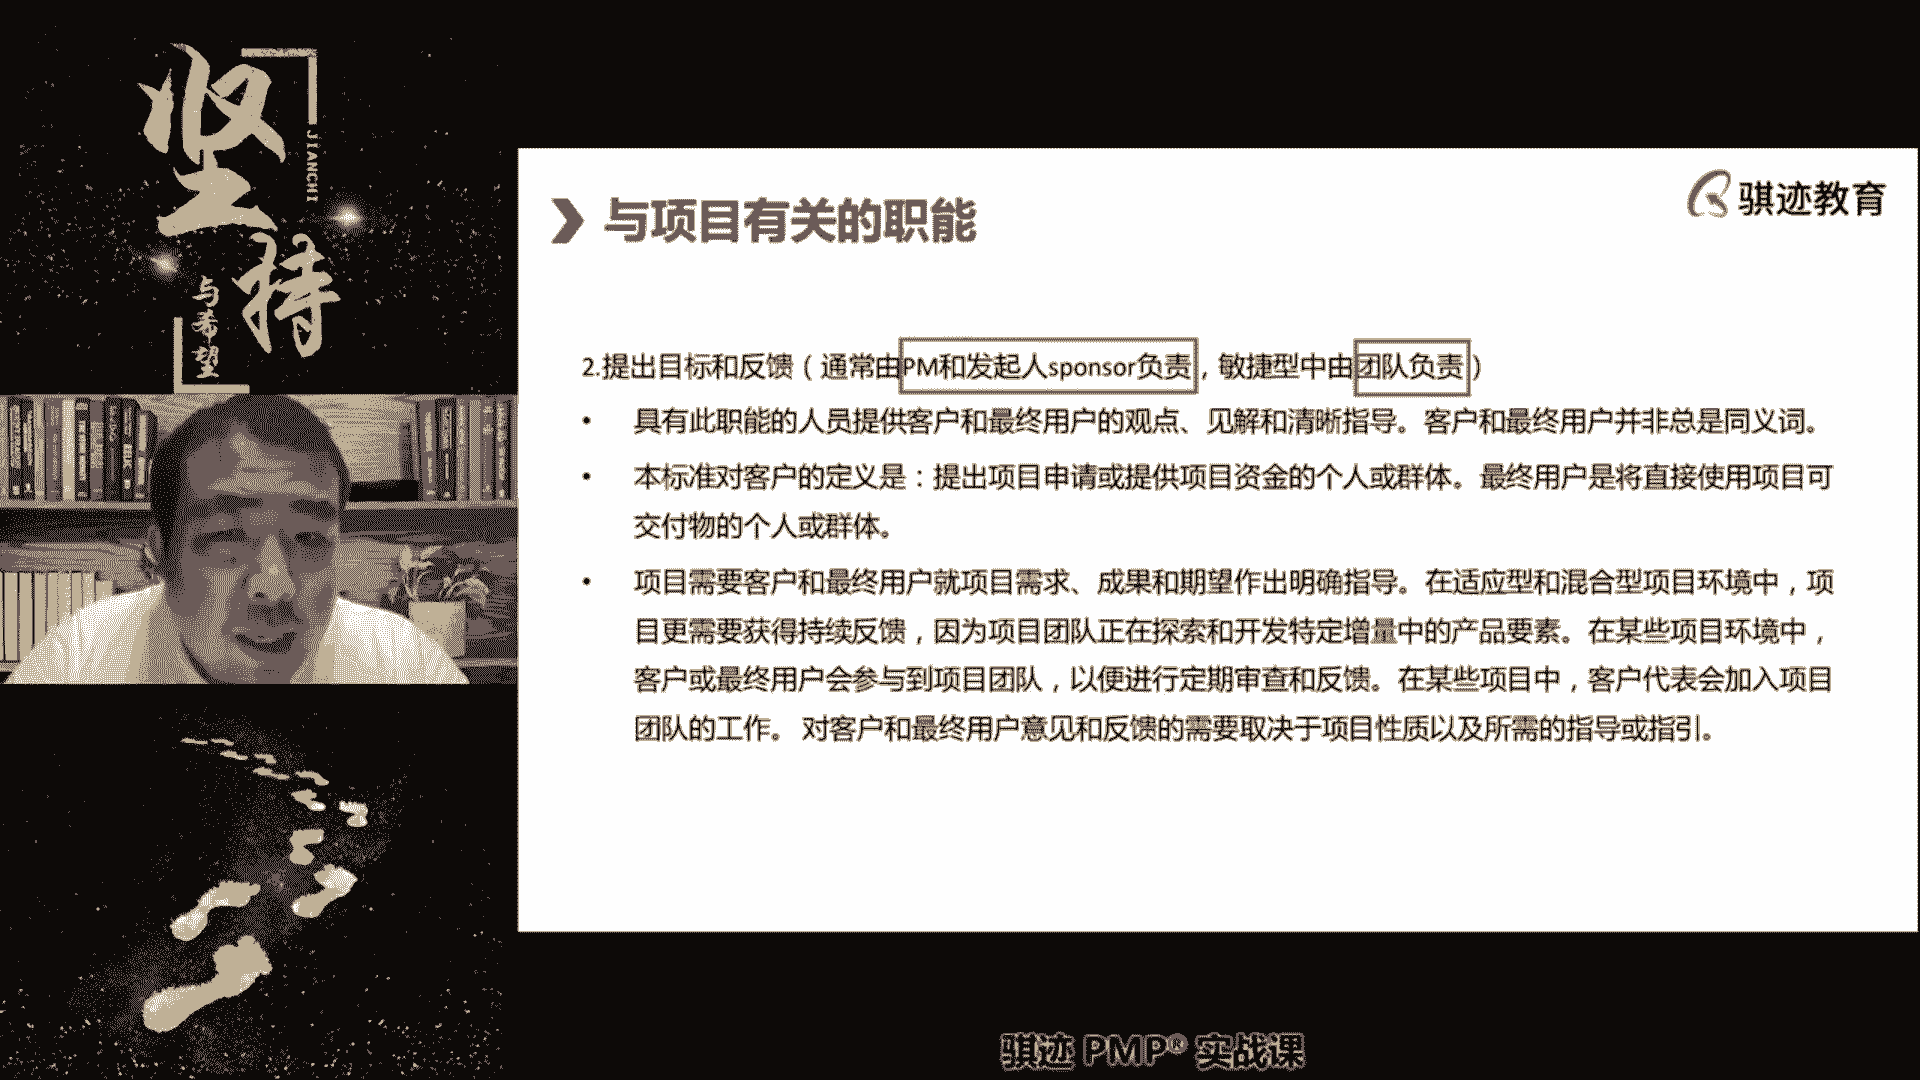 坚持
JIANCHI
与希望
骐迹教育
与项目有关的职能
2.提出目标和反馈（通常由PM和发起人sponsor负责，敏捷型中由团队负责）
• 具有此职能的人员提供客户和最终用户的观点、见解和清晰指导。客户和最终用户并非总是同义词。
• 本标准对客户的定义是：提出项目申请或提供项目资金的个人或群体。最终用户是将直接使用项目可
交付物的个人或群体。
• 项目需要客户和最终用户就项目需求、成果和期望作出明确指导。在适应型和混合型项目环境中，项
目更需要获得持续反馈，因为项目团队正在探索和开发特定增量中的产品要素。在某些项目环境中，
客户或最终用户会参与到项目团队，以便进行定期审查和反馈。在某些项目中，客户代表会加入项目
团队的工作。 对客户和最终用户意见和反馈的需要取决于项目性质以及所需的指导或指引。
骐迹 PMP® 实战课